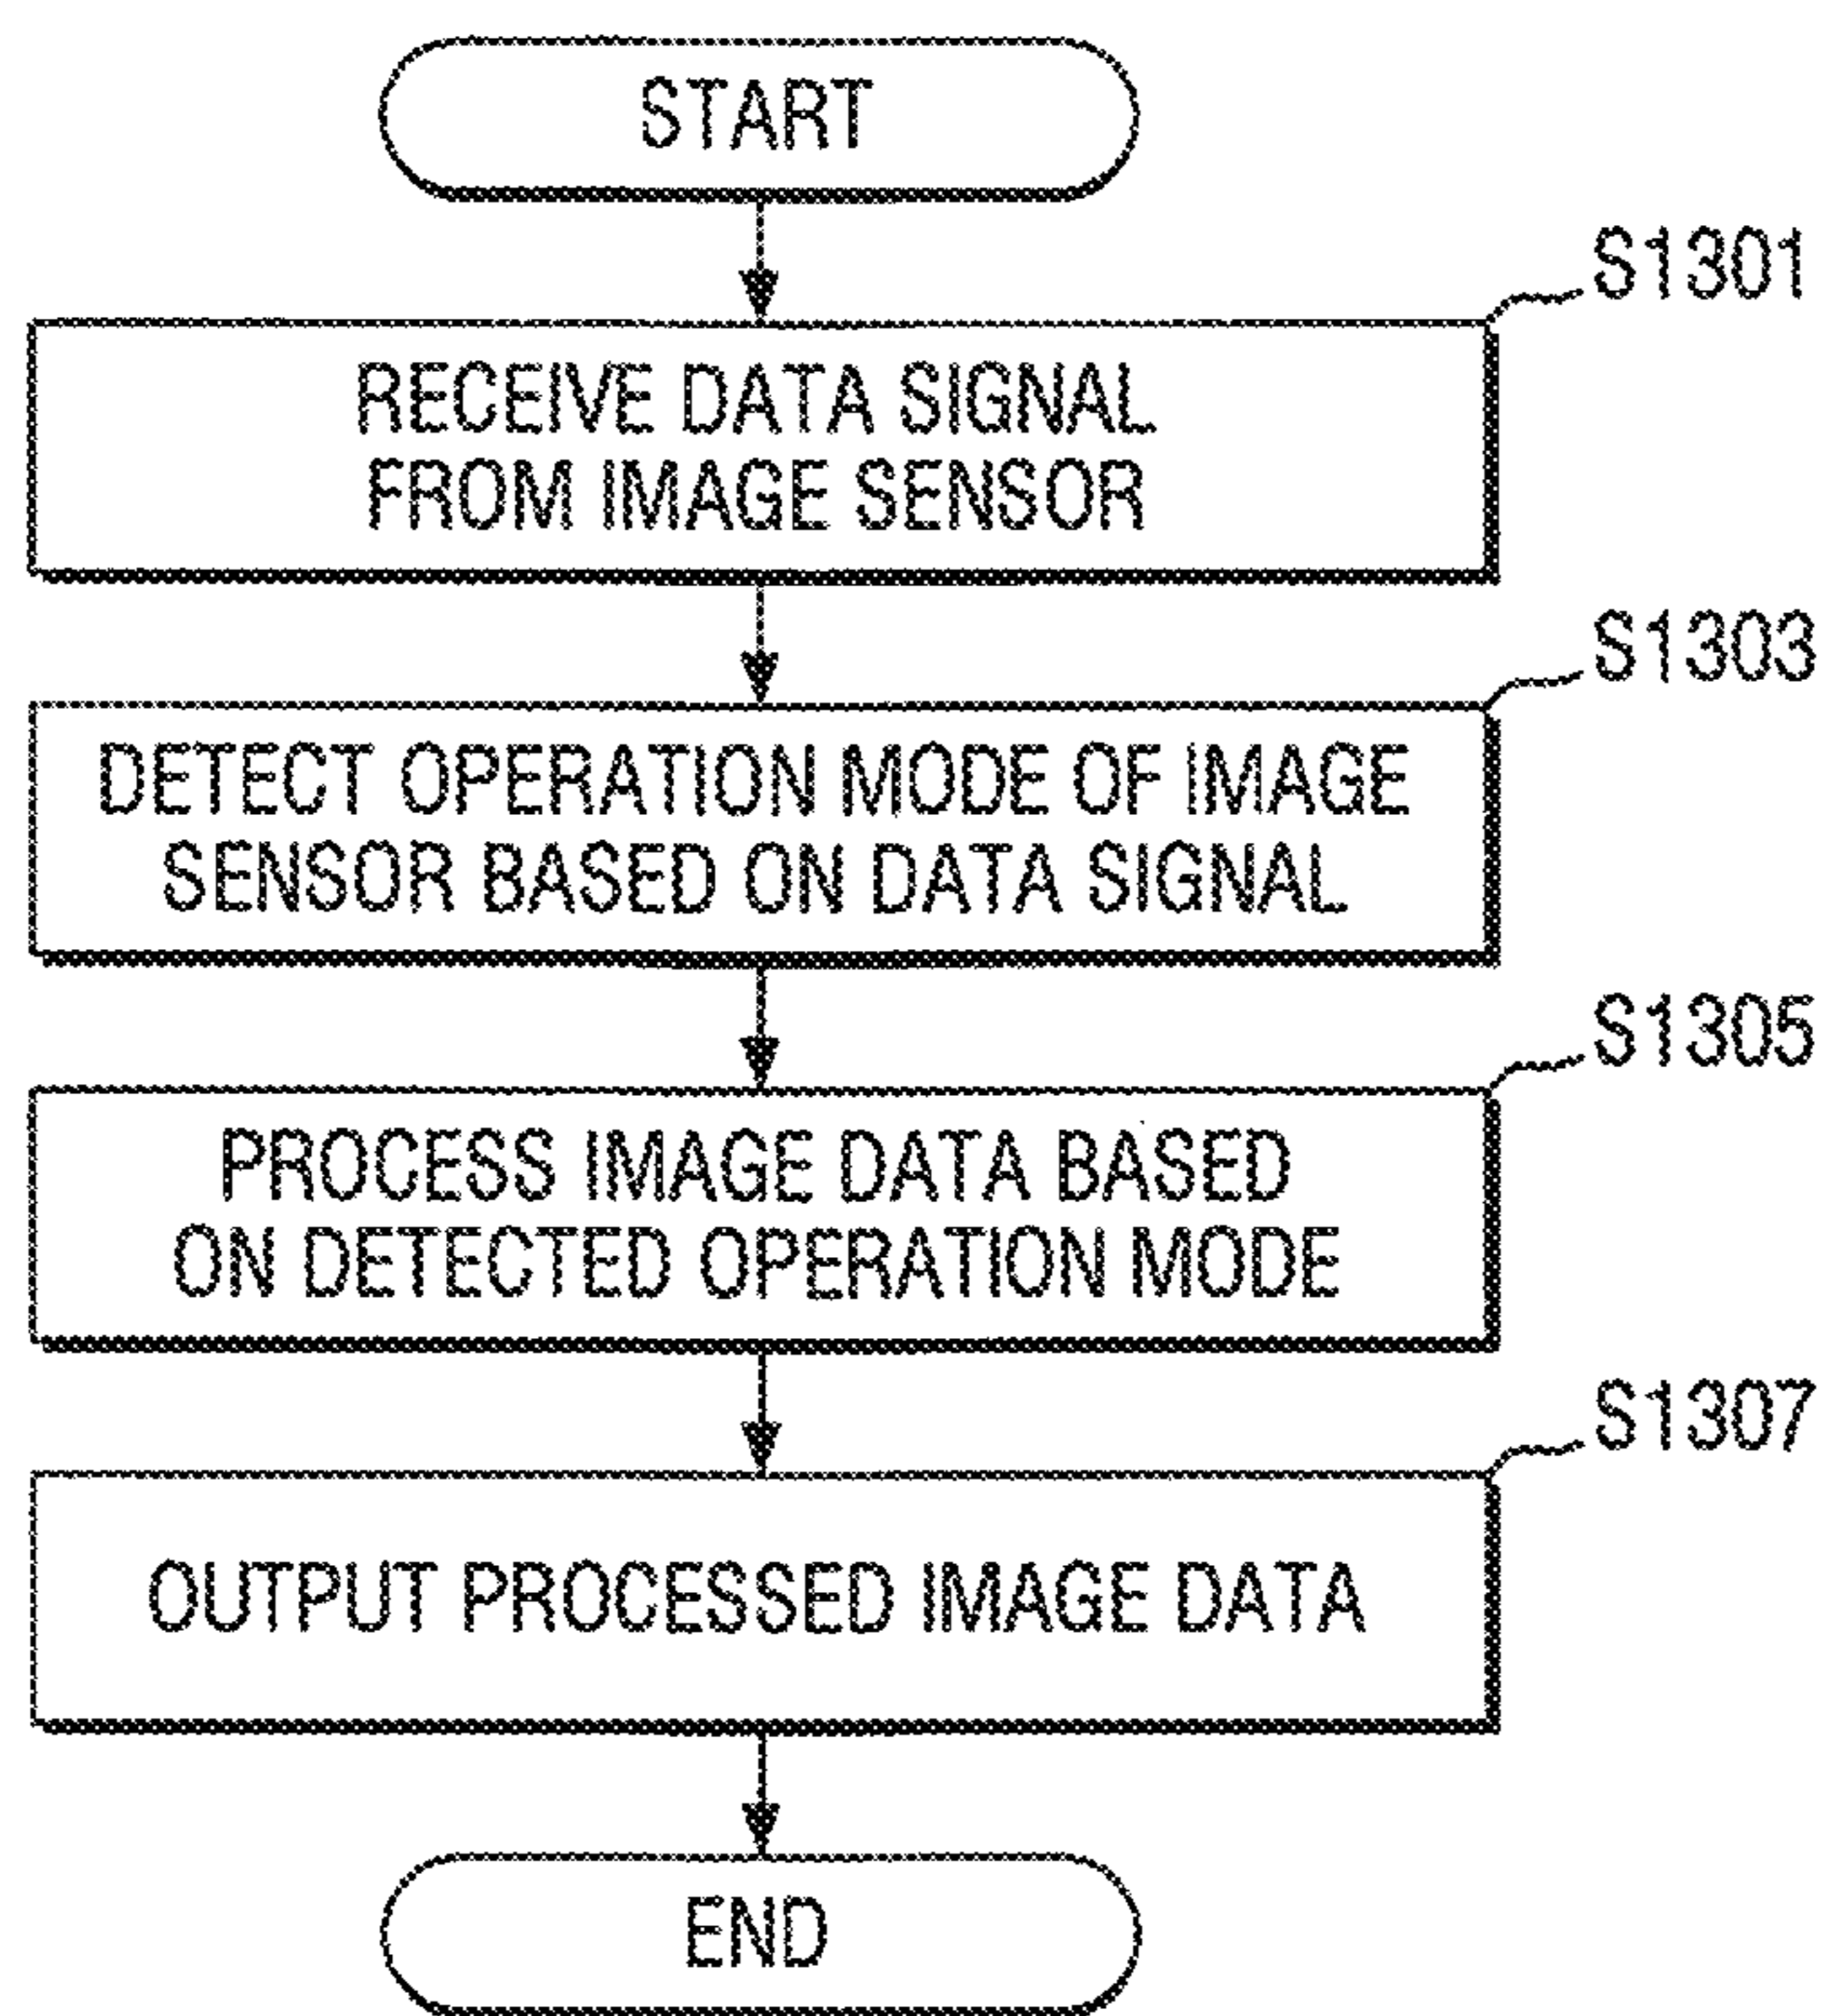 START
S1301
RECEIVE DATA SIGNAL
FROM IMAGE SENSOR
S1303
DETECT OPERATION MODE OF IMAGE
SENSOR BASED ON DATA SIGNAL
S1305
PROCESS IMAGE DATA BASED
ON DETECTED OPERATION MODE
S1307
OUTPUT PROCESSED IMAGE DATA
END